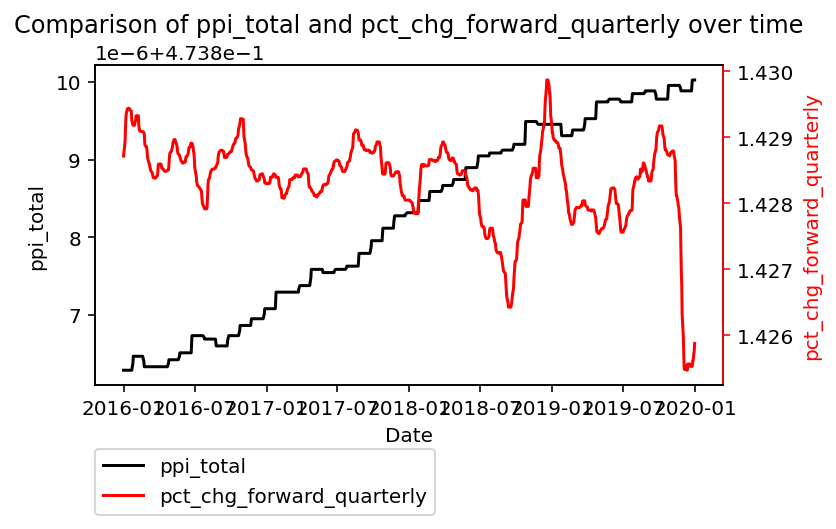 Comparison of ppi_total and pct_chg_forward_quarterly over time
1e−6+4.738e−1
10
9
8
7
ppi_total
1.430
1.429
1.428
1.427
1.426
pct_chg_forward_quarterly
2016-01 2016-07 2017-01 2017-07 2018-01 2018-07 2019-01 2019-07 2020-01
Date
ppi_total
pct_chg_forward_quarterly